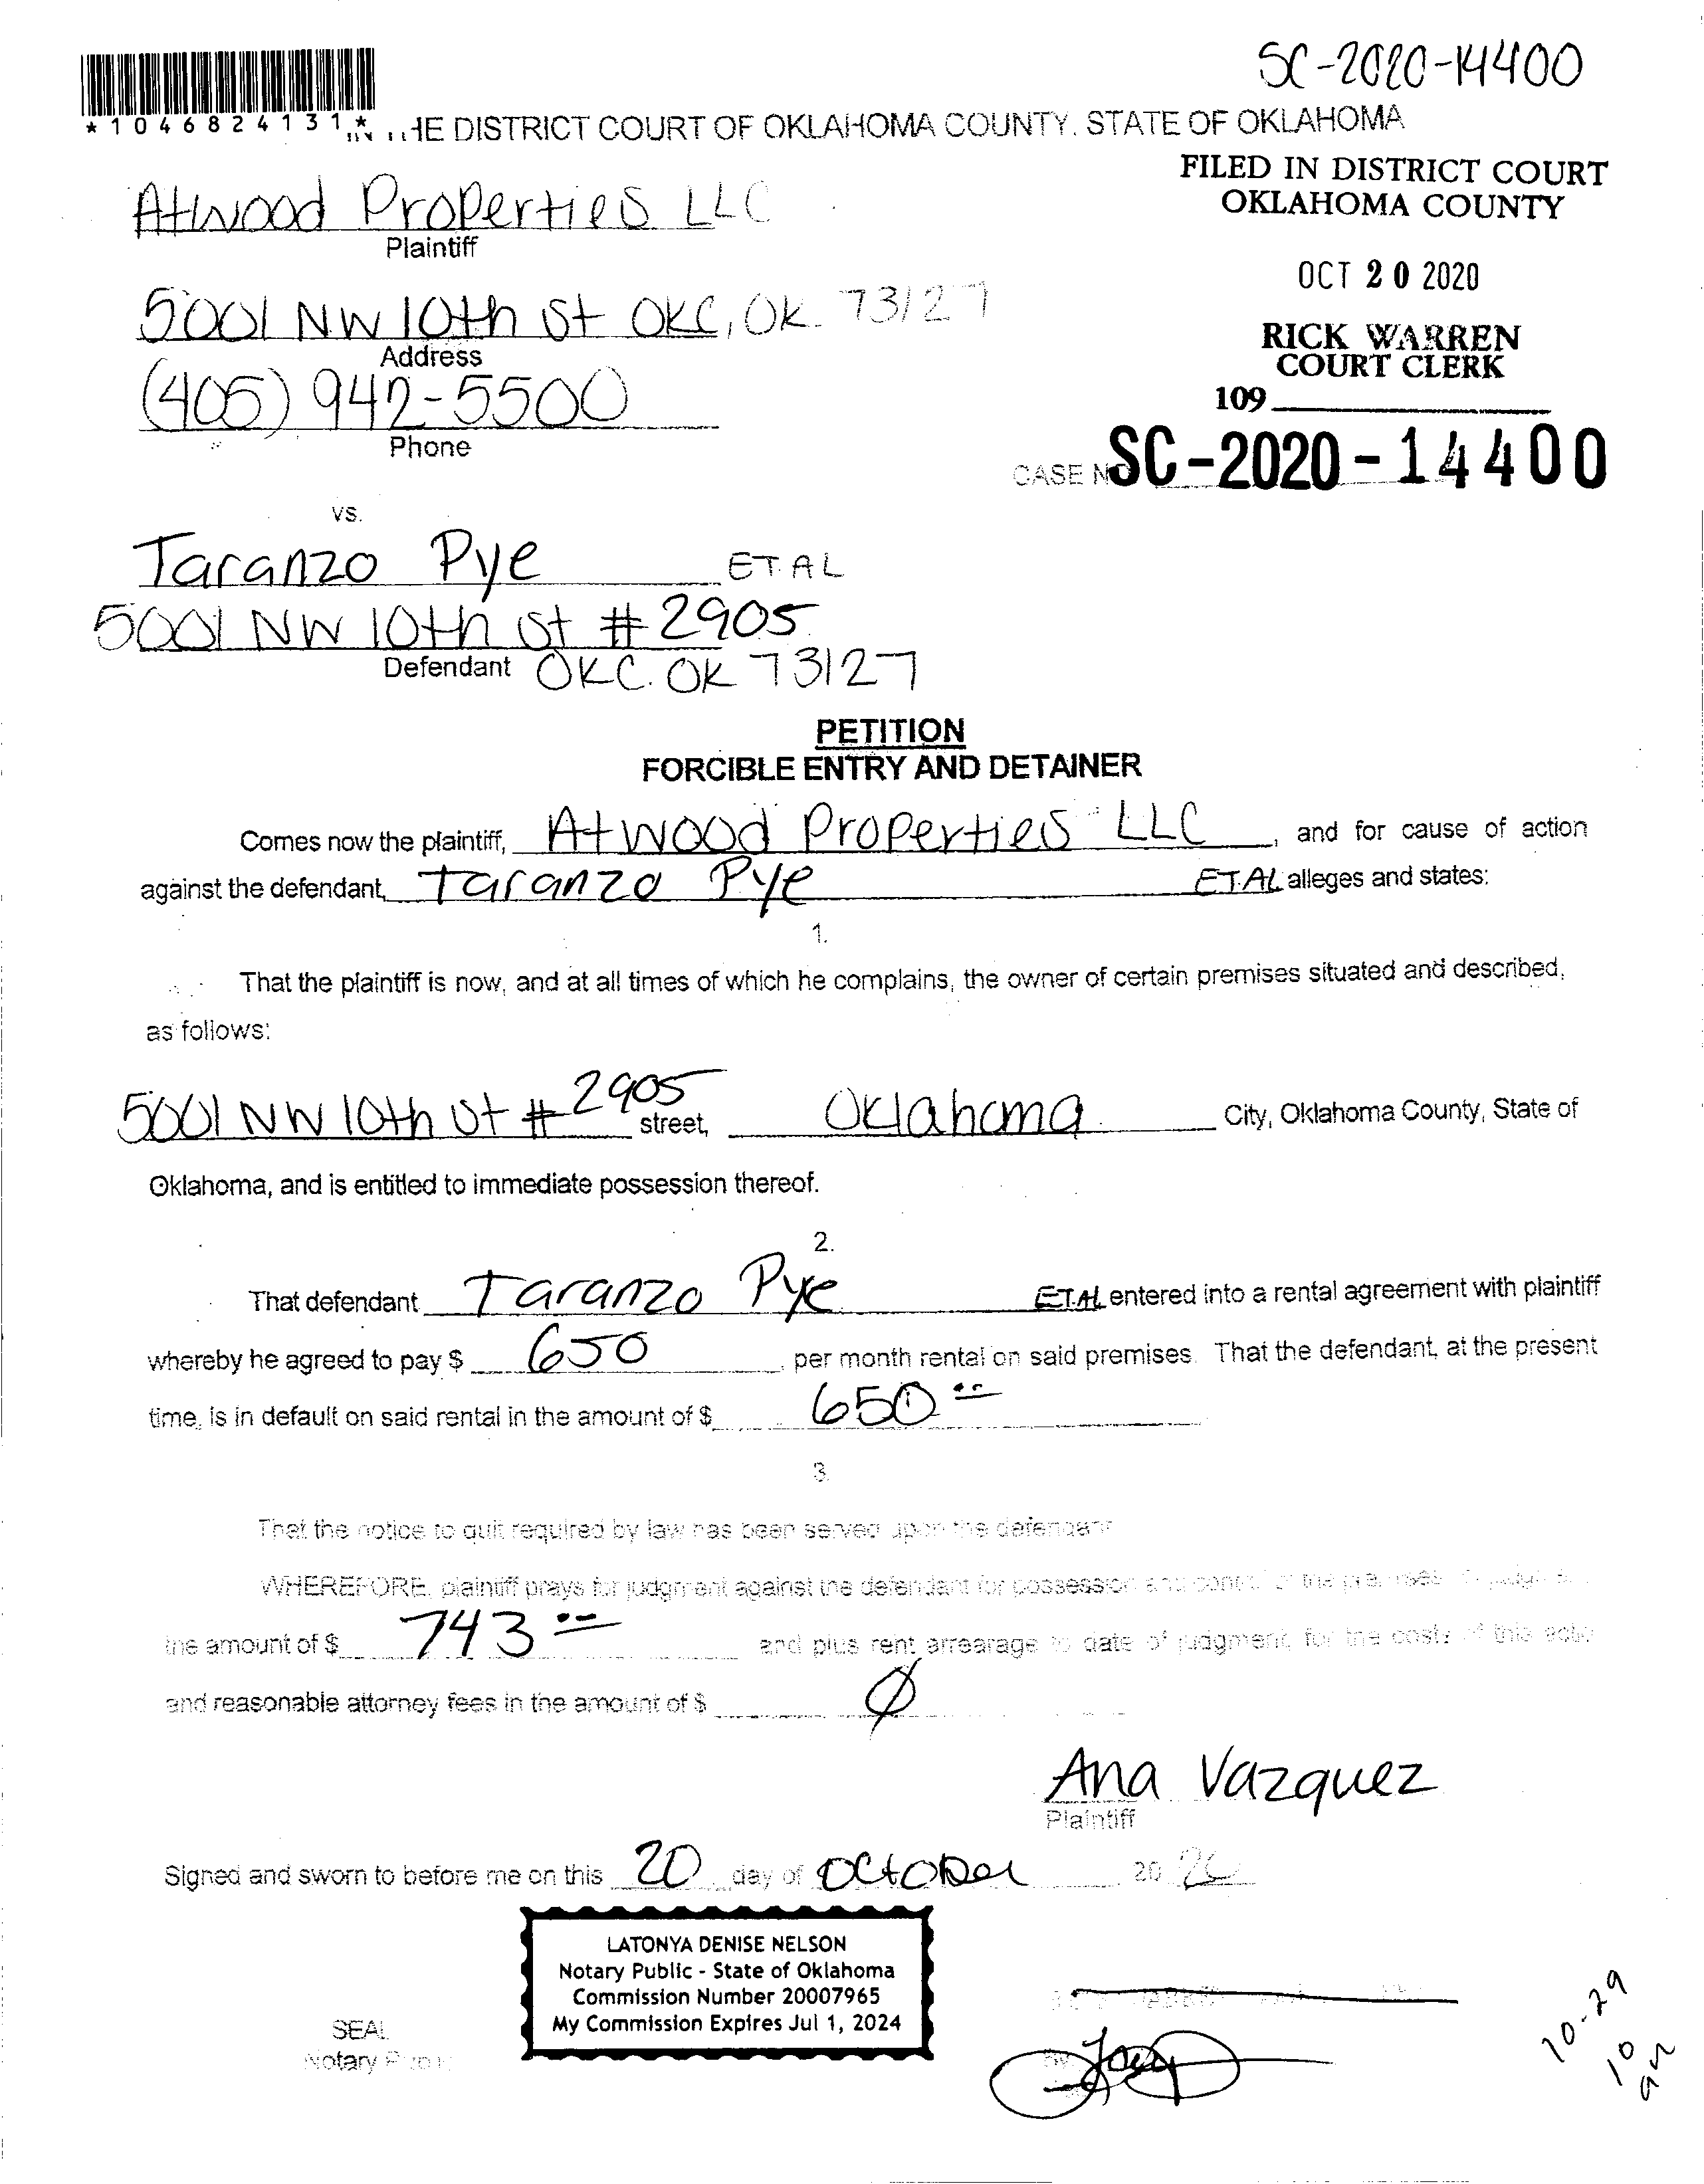 SC-2020-14400
*1046824131*
HE DISTRICT COURT OF OKLAHOMA COUNTY, STATE OF OKLAHOMA
FILED IN DISTRICT COURT
OKLAHOMA COUNTY
Atwood Properties LLC
Plaintiff
OCT 20 2020
5001 NW 10th St OKC, OK. 73127
Address
RICK WARREN
COURT CLERK
(405) 942-5500
109
Phone
CASE NO SC-2020-14400
vs.
Taranzo Pye ET. AL
5001 NW 10th St # 2905
Defendant OKC. OK 73127
PETITION
FORCIBLE ENTRY AND DETAINER
Comes now the plaintiff, Atwood Properties LLC, and for cause of action
against the defendant, Taranzo Pye ET.AL alleges and states:
1.
That the plaintiff is now, and at all times of which he complains, the owner of certain premises situated and described,
as follows:
5001 NW 10th St # 2905 street, Oklahoma City, Oklahoma County, State of
Oklahoma, and is entitled to immediate possession thereof.
2.
That defendant Taranzo Pye ET.AL entered into a rental agreement with plaintiff
whereby he agreed to pay $ 650, per month rental on said premises. That the defendant, at the present
time, is in default on said rental in the amount of $ 650.--
3.
That the notice to quit required by law has been served upon the defendant
WHEREFORE, plaintiff prays for judgment against the defendant for possession and control of the premises
the amount of $ 743.-- and plus rent arrearage to date of judgment, for the costs of this actio
and reasonable attorney fees in the amount of $ Ø
Ana Vazquez
Plaintiff
Signed and sworn to before me on this 20 day of October 20 20
LATONYA DENISE NELSON
Notary Public - State of Oklahoma
Commission Number 20007965
My Commission Expires Jul 1, 2024
SEAL
Notary Public
By
10-29
10
am